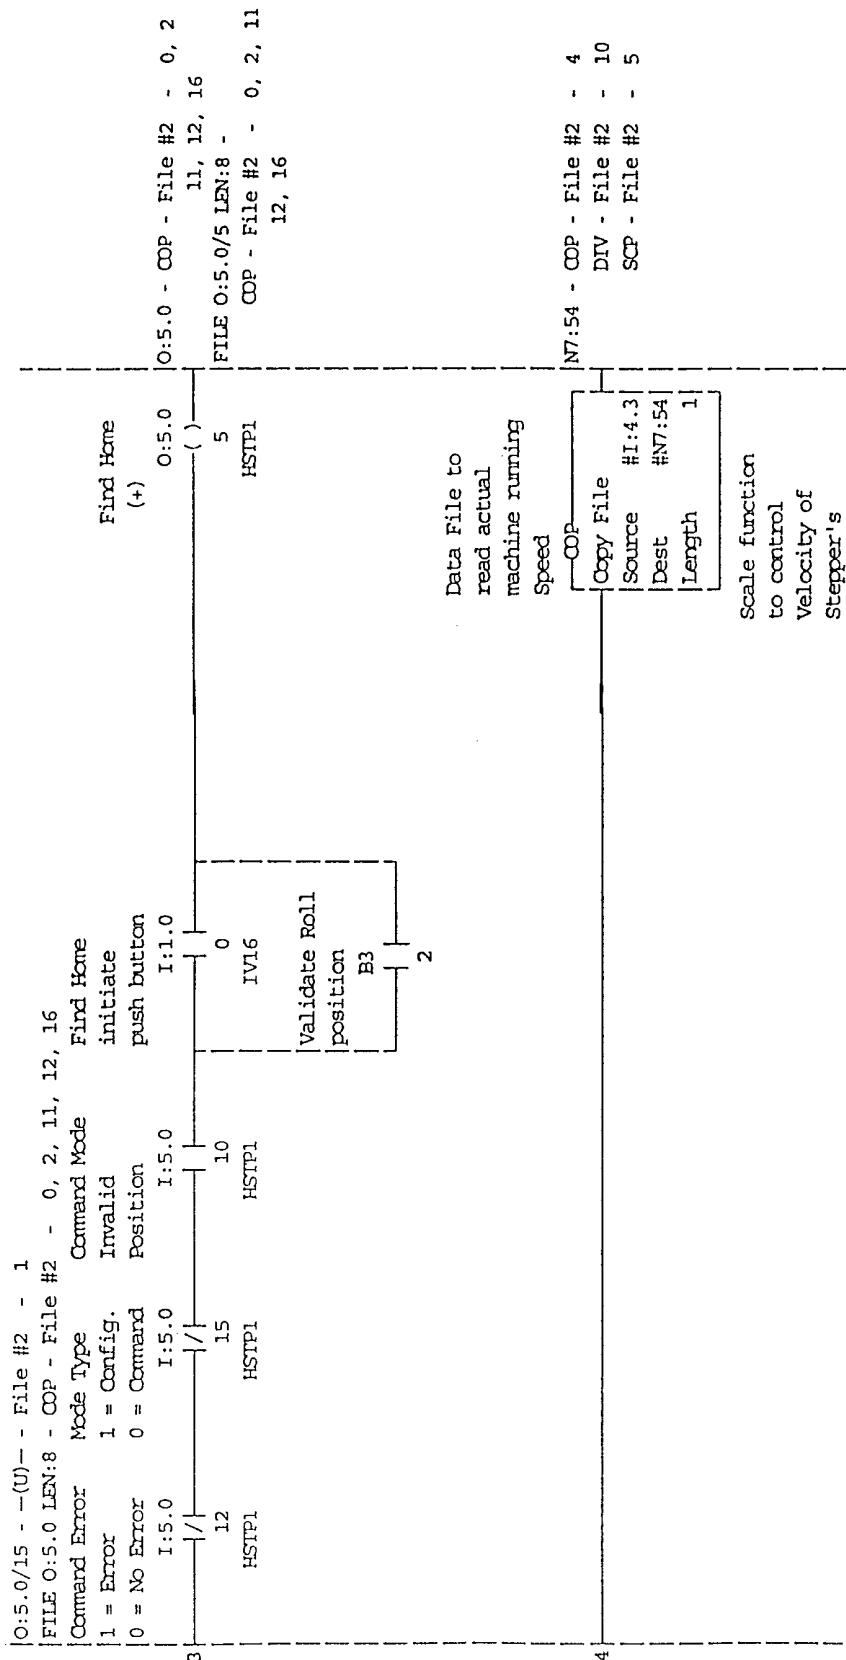 O:5.0/15 - —(U)— - File #2 - 1
FILE O:5.0 LEN:8 - COP - File #2 - 0, 2, 11, 12, 16
Command Error Mode Type Command Mode Find Home
1 = Error 1 = Config. Invalid initiate
0 = No Error 0 = Command Position push button
Find Home
(+)
I:5.0 I:5.0 I:5.0 I:1.0 O:5.0
3 ( )
12 15 10 0 5
HSTP1 HSTP1 HSTP1 IV16 HSTP1
Validate Roll
position
B3
2
O:5.0 - COP - File #2 - 0, 2
11, 12, 16
FILE O:5.0/5 LEN:8 -
COP - File #2 - 0, 2, 11
12, 16
Data File to
read actual
machine running
Speed
COP
4 Copy File
Source #I:4.3
Dest #N7:54
Length 1
N7:54 - COP - File #2 - 4
DIV - File #2 - 10
SCP - File #2 - 5
Scale function
to control
Velocity of
Stepper's